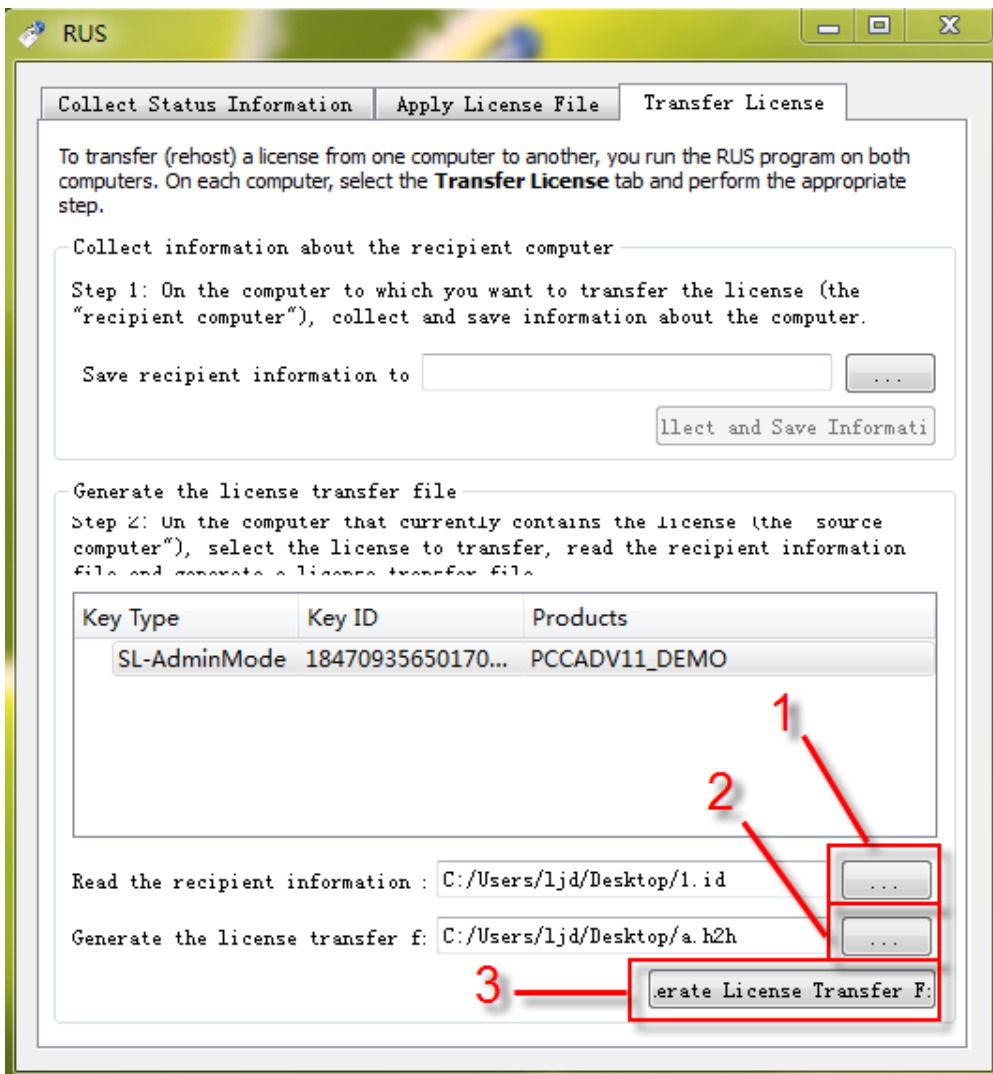 RUS
Collect Status Information
Apply License File
Transfer License
To transfer (rehost) a license from one computer to another, you run the RUS program on both
computers. On each computer, select the Transfer License tab and perform the appropriate
step.
Collect information about the recipient computer
Step 1: On the computer to which you want to transfer the license (the
"recipient computer"), collect and save information about the computer.
Save recipient information to
...
llect and Save Informati
Generate the license transfer file
Step 2: On the computer that currently contains the license (the source
computer"), select the license to transfer, read the recipient information
file and generate a license transfer file
Key Type Key ID Products
SL-AdminMode 18470935650170... PCCADV11_DEMO
1
2
Read the recipient information : C:/Users/ljd/Desktop/1.id ...
Generate the license transfer f: C:/Users/ljd/Desktop/a.h2h ...
3
.erate License Transfer F: